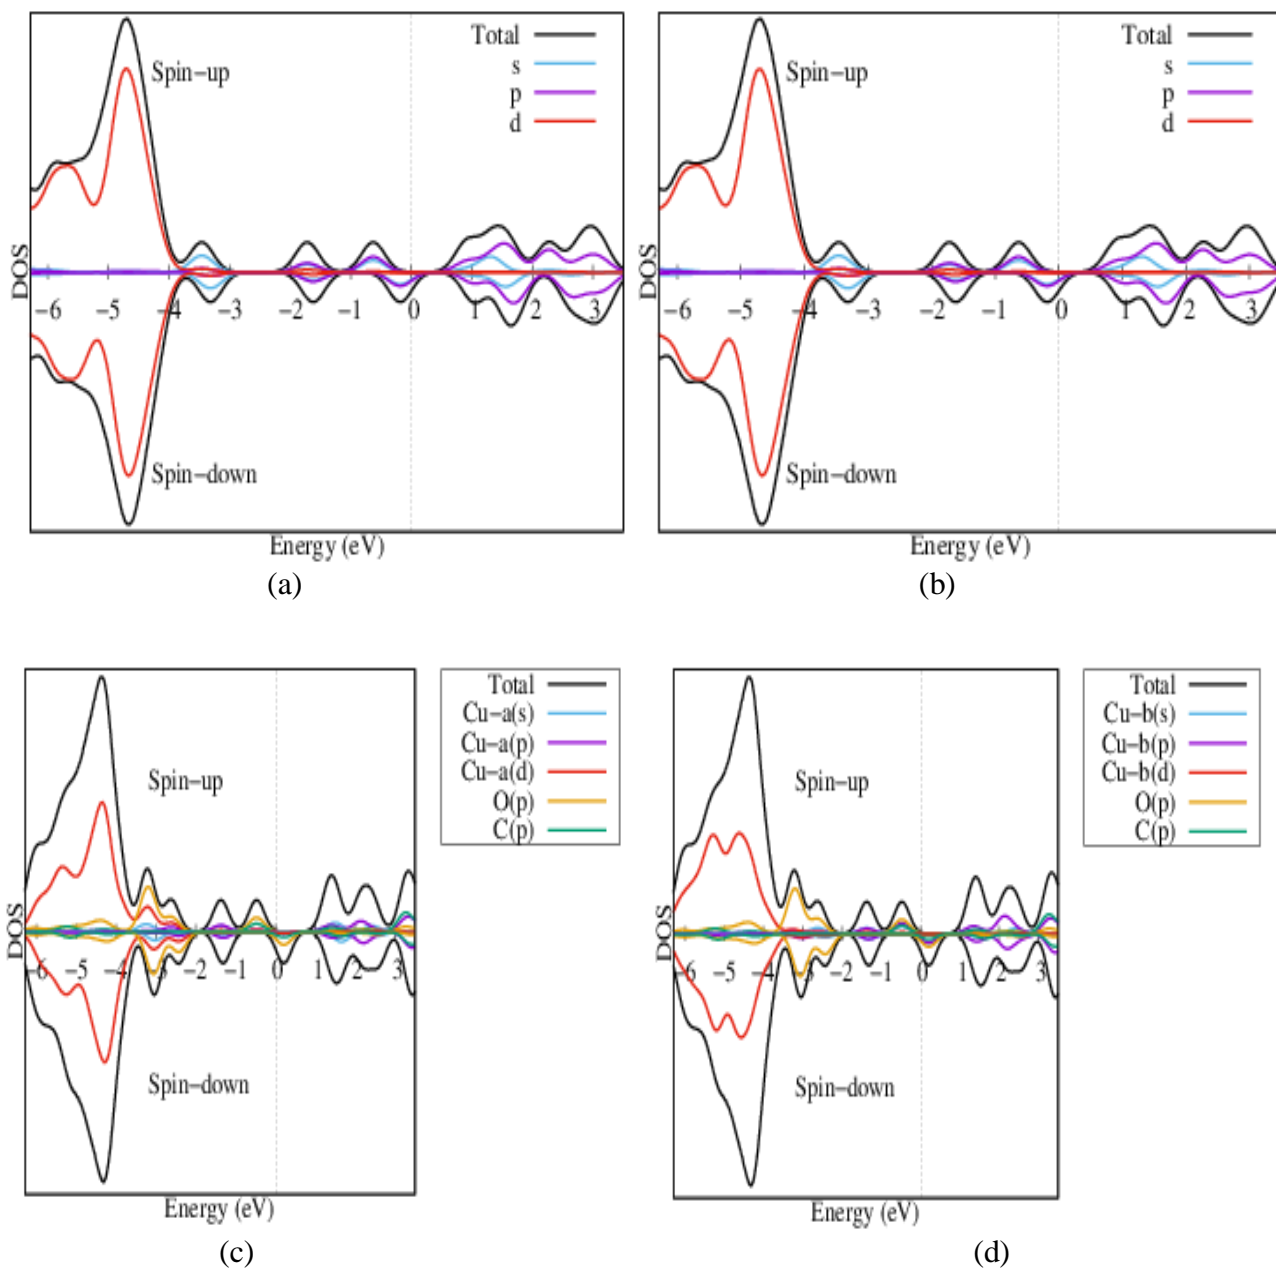 Total
s
p
d
Spin−up
DOS
−6 −5 −4 −3 −2 −1 0 1 2 3
Spin−down
Energy (eV)
(a)
Total
s
p
d
Spin−up
DOS
−6 −5 −4 −3 −2 −1 0 1 2 3
Spin−down
Energy (eV)
(b)
Total
Cu−a(s)
Cu−a(p)
Cu−a(d)
O(p)
C(p)
Spin−up
DOS
−6 −5 −4 −3 −2 −1 0 1 2 3
Spin−down
Energy (eV)
(c)
Total
Cu−b(s)
Cu−b(p)
Cu−b(d)
O(p)
C(p)
Spin−up
DOS
−6 −5 −4 −3 −2 −1 0 1 2 3
Spin−down
Energy (eV)
(d)